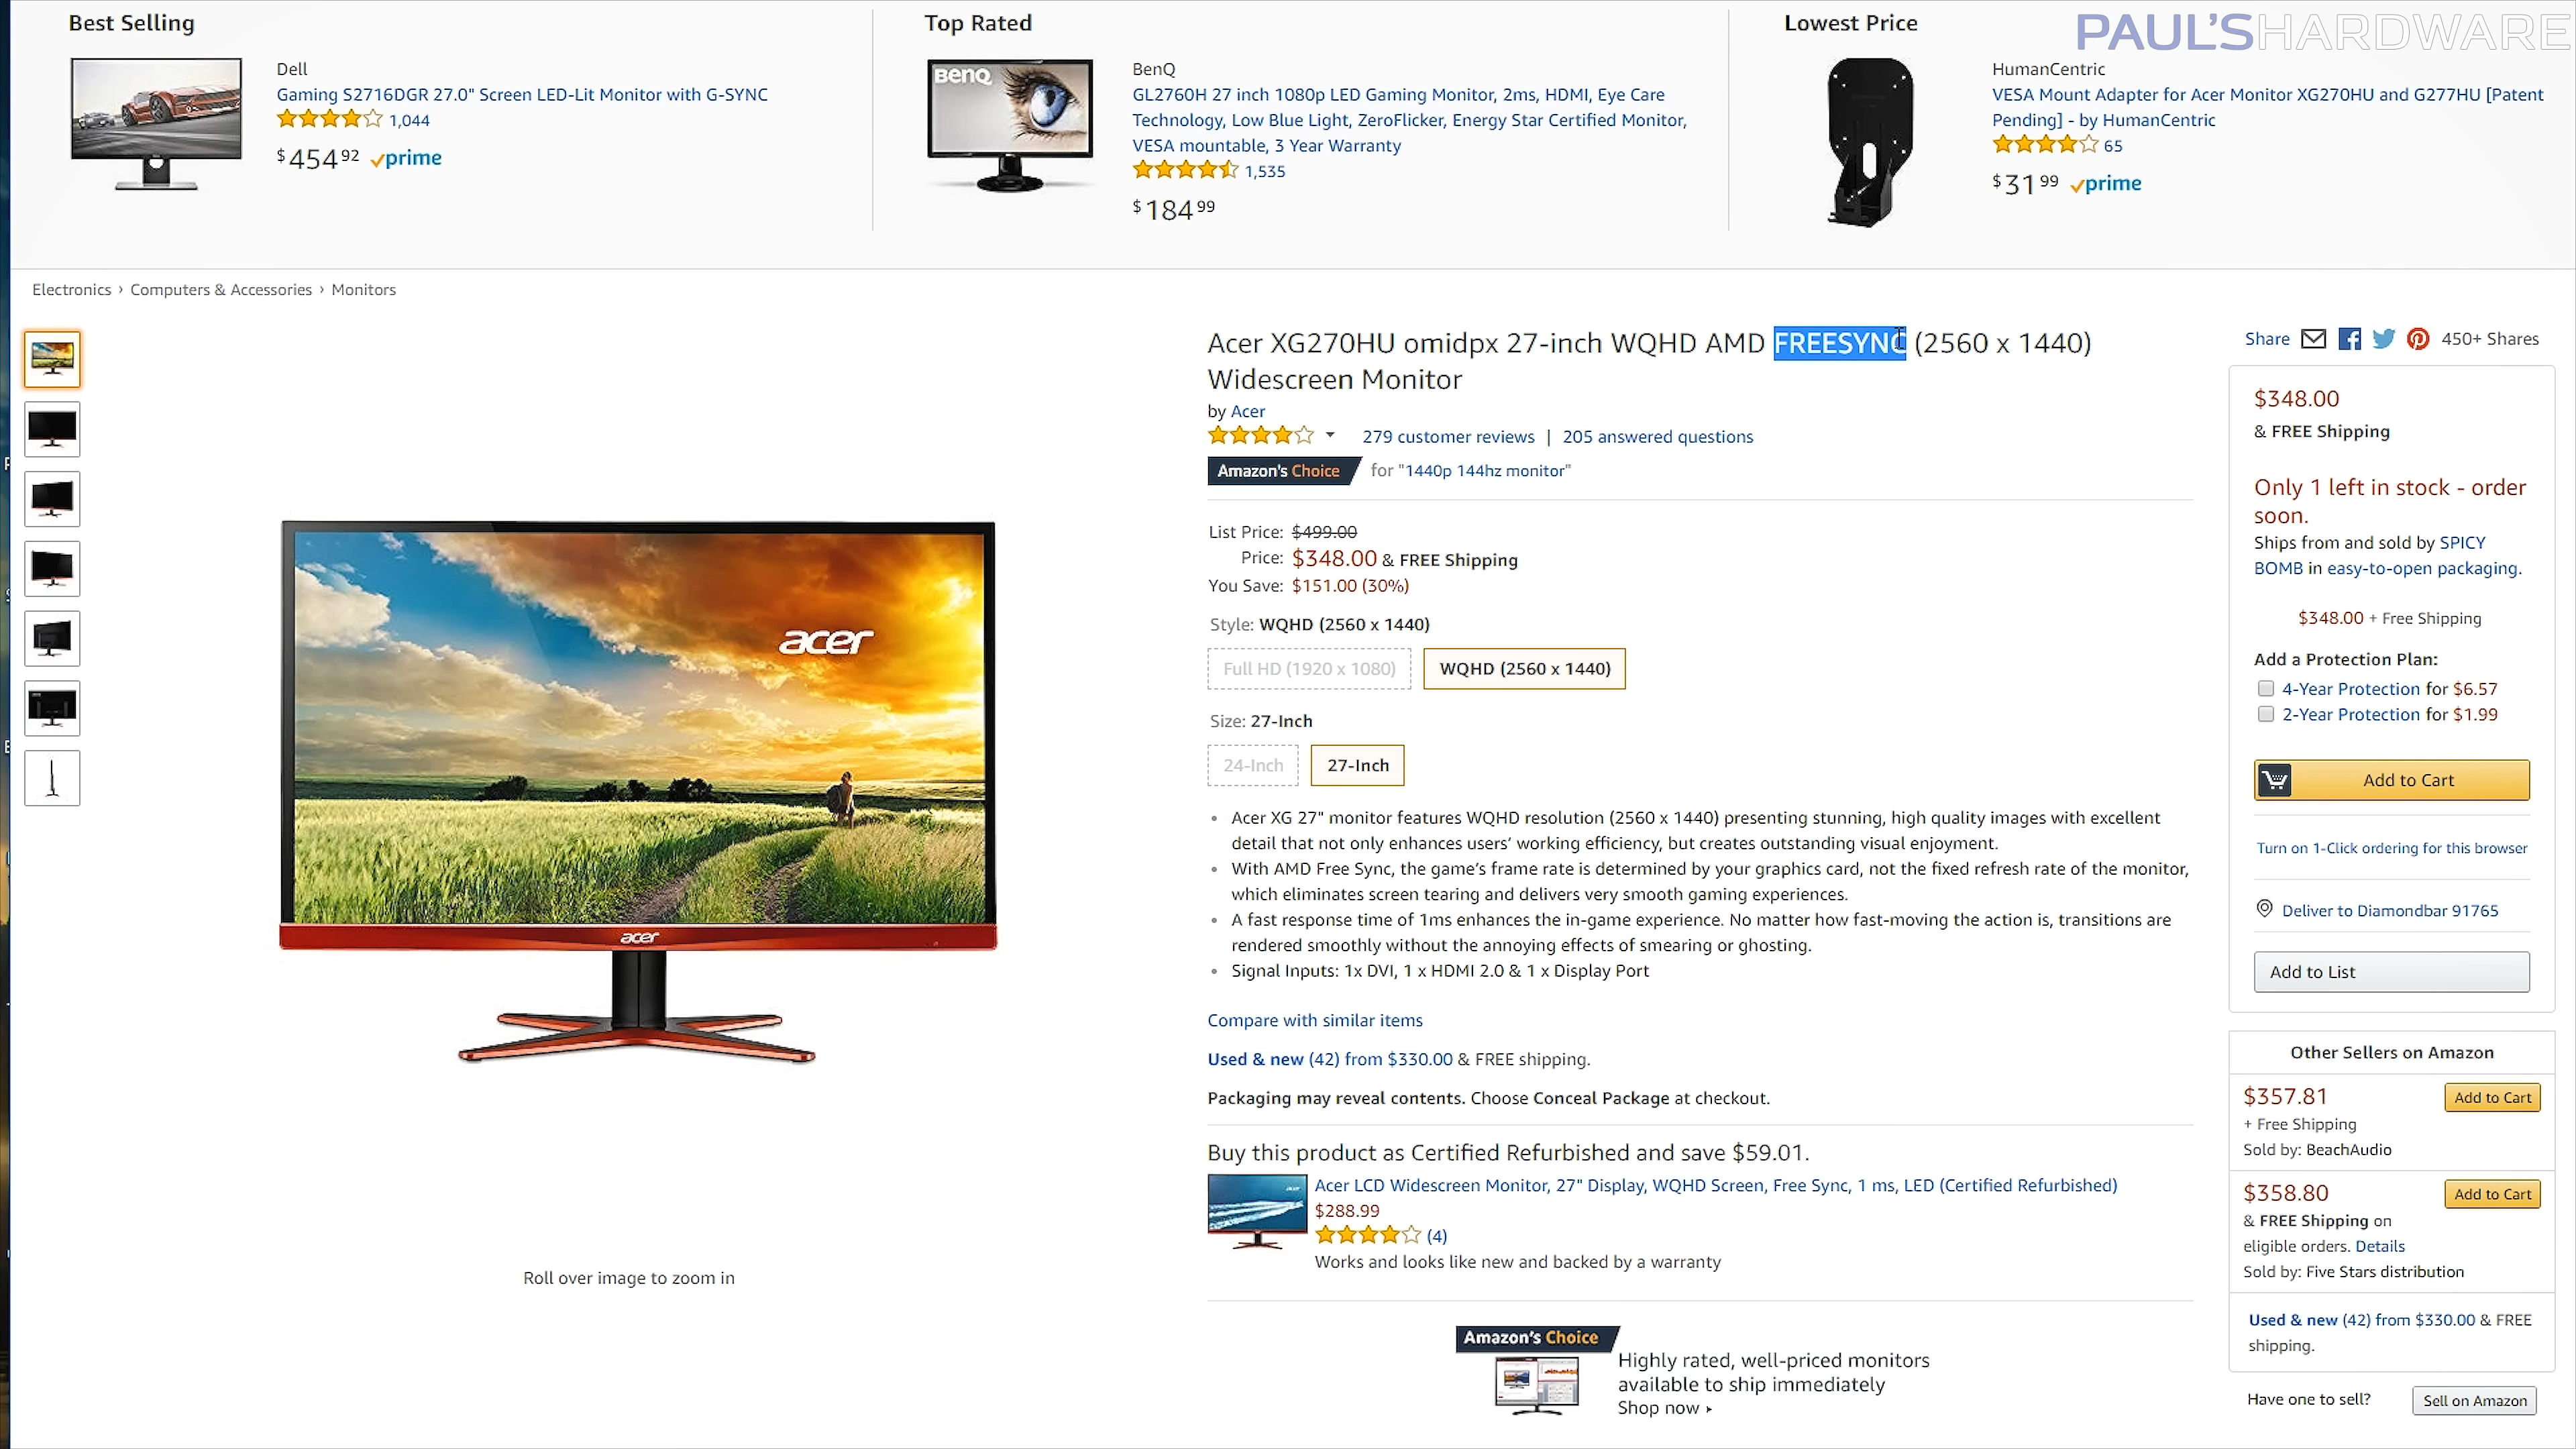 Best Selling
Dell
Gaming S2716DGR 27.0" Screen LED-Lit Monitor with G-SYNC
1,044
$454 92 prime
Top Rated
BenQ
BenQ
GL2760H 27 inch 1080p LED Gaming Monitor, 2ms, HDMI, Eye Care
Technology, Low Blue Light, ZeroFlicker, Energy Star Certified Monitor,
VESA mountable, 3 Year Warranty
1,535
$184 99
Lowest Price
PAUL'S HARDWARE
HumanCentric
VESA Mount Adapter for Acer Monitor XG270HU and G277HU [Patent
Pending] - by HumanCentric
65
$31 99 prime
Electronics › Computers & Accessories › Monitors
acer
acer
Roll over image to zoom in
Acer XG270HU omidpx 27-inch WQHD AMD FREESYNC (2560 x 1440)
Widescreen Monitor
by Acer
279 customer reviews | 205 answered questions
Amazon's Choice for "1440p 144hz monitor"
List Price: $499.00
Price: $348.00 & FREE Shipping
You Save: $151.00 (30%)
Style: WQHD (2560 x 1440)
Full HD (1920 x 1080) WQHD (2560 x 1440)
Size: 27-Inch
24-Inch 27-Inch
• Acer XG 27" monitor features WQHD resolution (2560 x 1440) presenting stunning, high quality images with excellent
detail that not only enhances users' working efficiency, but creates outstanding visual enjoyment.
• With AMD Free Sync, the game's frame rate is determined by your graphics card, not the fixed refresh rate of the monitor,
which eliminates screen tearing and delivers very smooth gaming experiences.
• A fast response time of 1ms enhances the in-game experience. No matter how fast-moving the action is, transitions are
rendered smoothly without the annoying effects of smearing or ghosting.
• Signal Inputs: 1x DVI, 1 x HDMI 2.0 & 1 x Display Port
Compare with similar items
Used & new (42) from $330.00 & FREE shipping.
Packaging may reveal contents. Choose Conceal Package at checkout.
Buy this product as Certified Refurbished and save $59.01.
Acer LCD Widescreen Monitor, 27" Display, WQHD Screen, Free Sync, 1 ms, LED (Certified Refurbished)
$288.99
(4)
Works and looks like new and backed by a warranty
Amazon's Choice
Highly rated, well-priced monitors
available to ship immediately
Shop now ▸
Share 450+ Shares
$348.00
& FREE Shipping
Only 1 left in stock - order
soon.
Ships from and sold by SPICY
BOMB in easy-to-open packaging.
$348.00 + Free Shipping
Add a Protection Plan:
4-Year Protection for $6.57
2-Year Protection for $1.99
Add to Cart
Turn on 1-Click ordering for this browser
Deliver to Diamondbar 91765
Add to List
Other Sellers on Amazon
$357.81 Add to Cart
+ Free Shipping
Sold by: BeachAudio
$358.80 Add to Cart
& FREE Shipping on
eligible orders. Details
Sold by: Five Stars distribution
Used & new (42) from $330.00 & FREE
shipping.
Have one to sell? Sell on Amazon